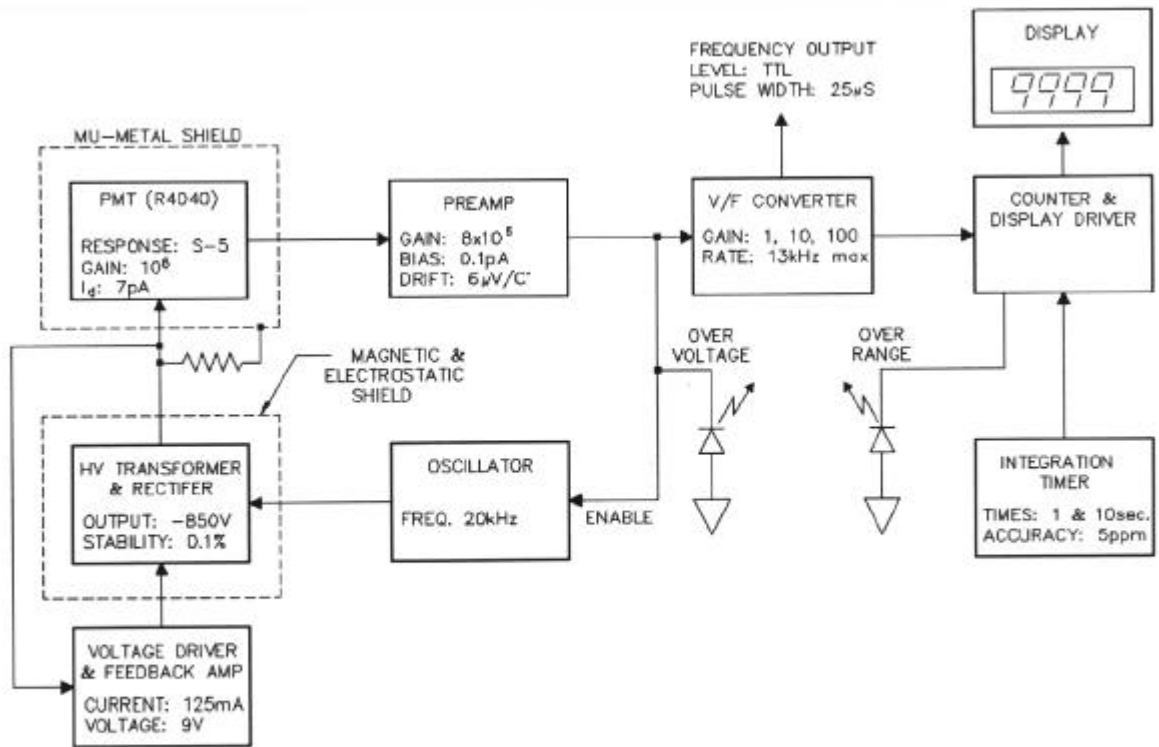 FREQUENCY OUTPUT
LEVEL: TTL
PULSE WIDTH: 25µS
DISPLAY
9999
MU-METAL SHIELD
PMT (R4040)
RESPONSE: S-5
GAIN: 10⁶
I_d: 7pA
PREAMP
GAIN: 8x10⁵
BIAS: 0.1pA
DRIFT: 6µV/C°
V/F CONVERTER
GAIN: 1, 10, 100
RATE: 13kHz max
COUNTER &
DISPLAY DRIVER
OVER
VOLTAGE
OVER
RANGE
MAGNETIC &
ELECTROSTATIC
SHIELD
HV TRANSFORMER
& RECTIFER
OUTPUT: -850V
STABILITY: 0.1%
OSCILLATOR
FREQ. 20kHz
ENABLE
INTEGRATION
TIMER
TIMES: 1 & 10sec.
ACCURACY: 5ppm
VOLTAGE DRIVER
& FEEDBACK AMP
CURRENT: 125mA
VOLTAGE: 9V